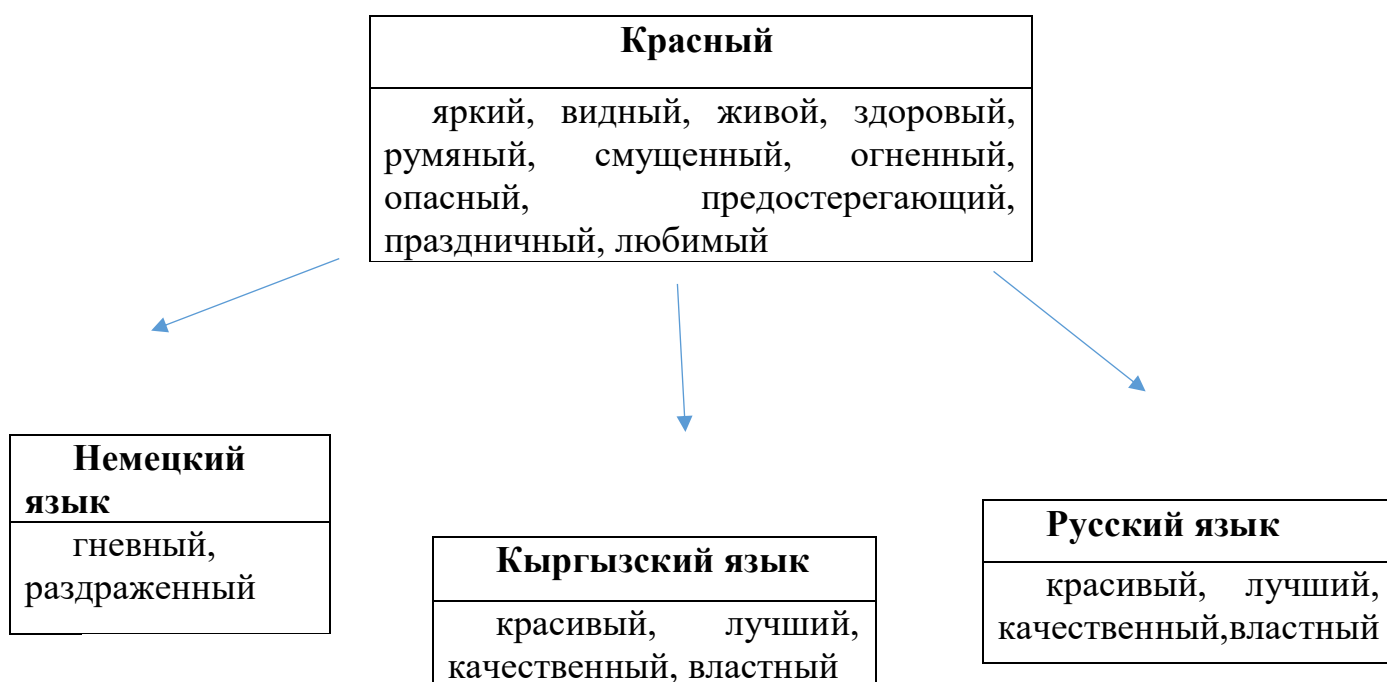 Красный
яркий, видный, живой, здоровый,
румяный, смущенный, огненный,
опасный, предостерегающий,
праздничный, любимый
Немецкий
язык
гневный,
раздраженный
Кыргызский язык
красивый, лучший,
качественный, властный
Русский язык
красивый, лучший,
качественный,властный